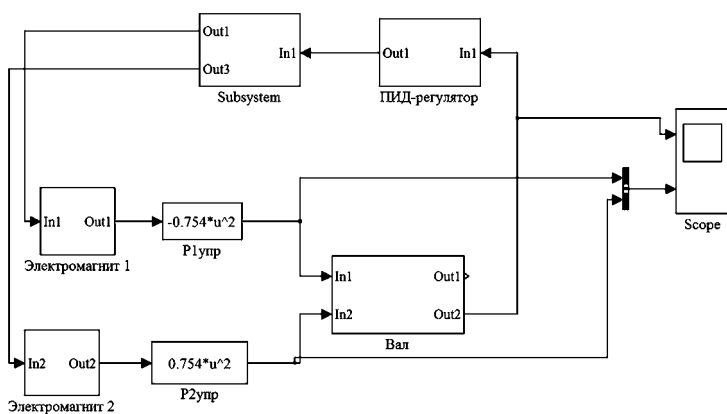 Out1
Out3
In1
Subsystem
Out1
In1
ПИД-регулятор
Scope
In1
Out1
Электромагнит 1
-0.754*u^2
P1упр
In1
In2
Out1
Out2
Вал
In2
Out2
Электромагнит 2
0.754*u^2
P2упр